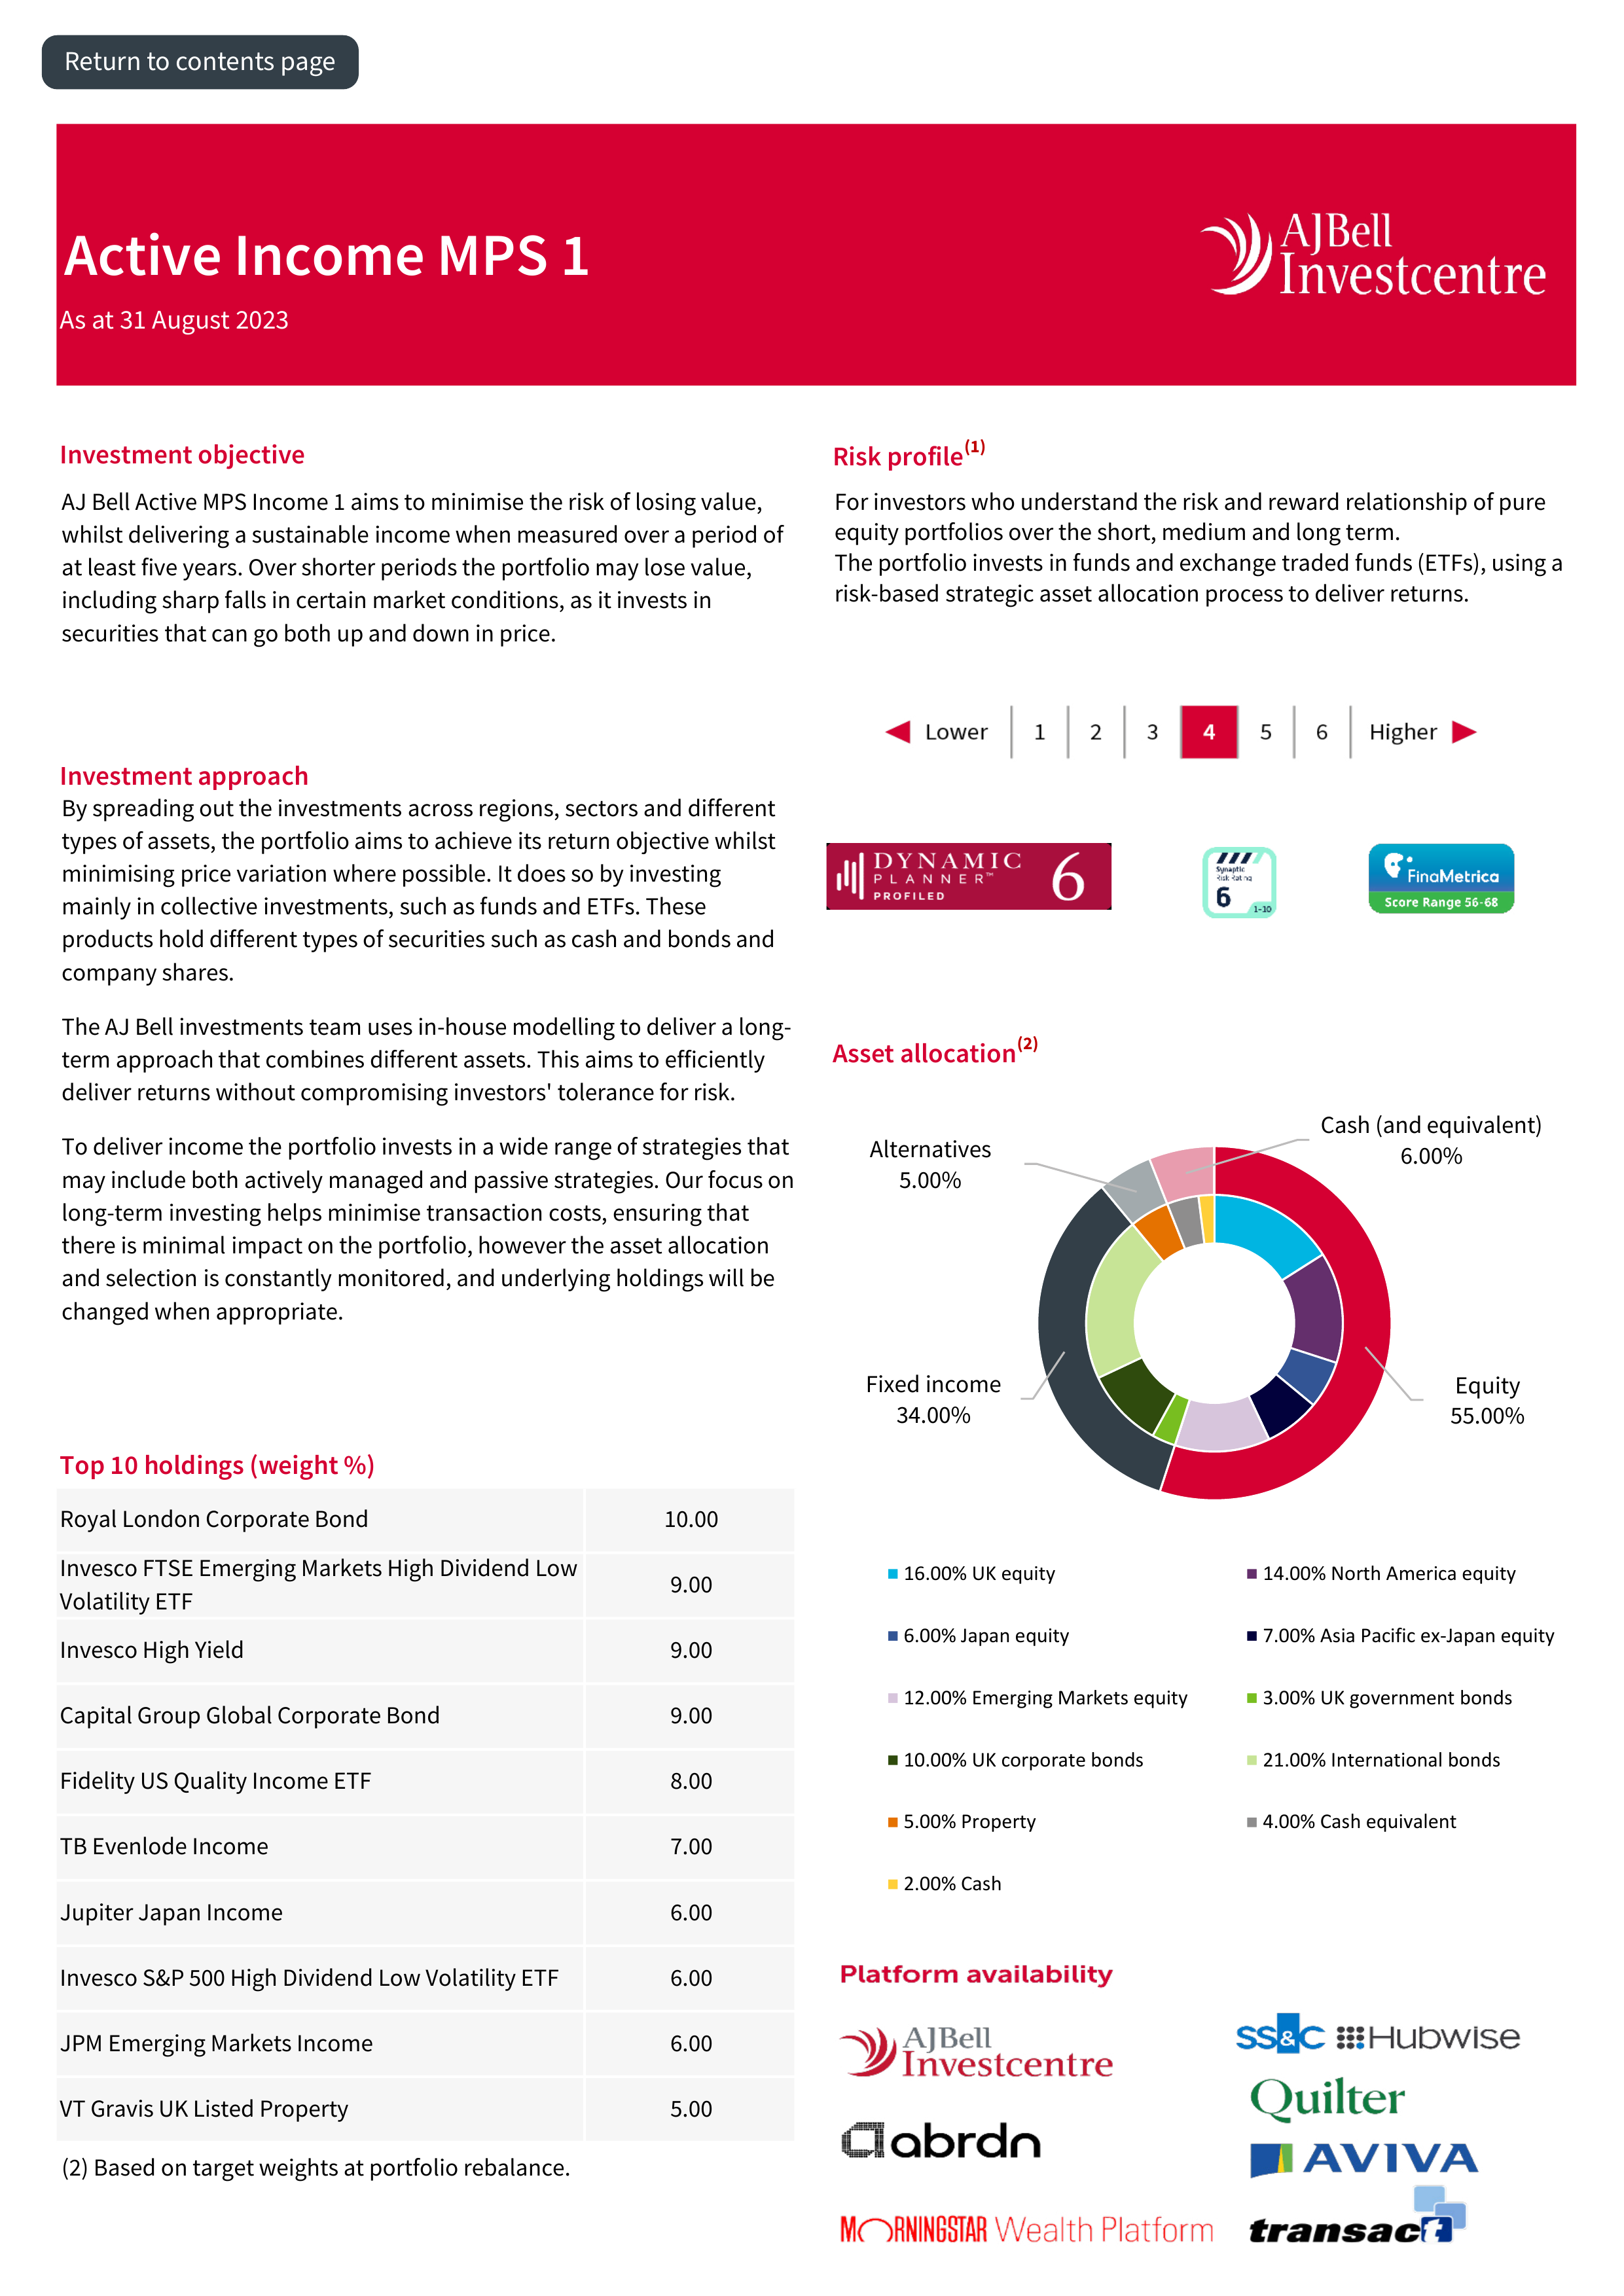 Return to contents page
Active Income MPS 1
As at 31 August 2023
AJBell
Investcentre
Investment objective
AJ Bell Active MPS Income 1 aims to minimise the risk of losing value,
whilst delivering a sustainable income when measured over a period of
at least five years. Over shorter periods the portfolio may lose value,
including sharp falls in certain market conditions, as it invests in
securities that can go both up and down in price.
Investment approach
By spreading out the investments across regions, sectors and different
types of assets, the portfolio aims to achieve its return objective whilst
minimising price variation where possible. It does so by investing
mainly in collective investments, such as funds and ETFs. These
products hold different types of securities such as cash and bonds and
company shares.
The AJ Bell investments team uses in-house modelling to deliver a long-
term approach that combines different assets. This aims to efficiently
deliver returns without compromising investors' tolerance for risk.
To deliver income the portfolio invests in a wide range of strategies that
may include both actively managed and passive strategies. Our focus on
long-term investing helps minimise transaction costs, ensuring that
there is minimal impact on the portfolio, however the asset allocation
and selection is constantly monitored, and underlying holdings will be
changed when appropriate.
Top 10 holdings (weight %)
Royal London Corporate Bond 10.00
Invesco FTSE Emerging Markets High Dividend Low
Volatility ETF 9.00
Invesco High Yield 9.00
Capital Group Global Corporate Bond 9.00
Fidelity US Quality Income ETF 8.00
TB Evenlode Income 7.00
Jupiter Japan Income 6.00
Invesco S&P 500 High Dividend Low Volatility ETF 6.00
JPM Emerging Markets Income 6.00
VT Gravis UK Listed Property 5.00
(2) Based on target weights at portfolio rebalance.
Risk profile(1)
For investors who understand the risk and reward relationship of pure
equity portfolios over the short, medium and long term.
The portfolio invests in funds and exchange traded funds (ETFs), using a
risk-based strategic asset allocation process to deliver returns.
Lower 1 2 3 4 5 6 Higher
DYNAMIC
PLANNER™
PROFILED
6
Synaptic
Risk Rating
6
1-10
FinaMetrica
Score Range 56-68
Asset allocation(2)
Cash (and equivalent)
6.00%
Alternatives
5.00%
Fixed income
34.00%
Equity
55.00%
16.00% UK equity
14.00% North America equity
6.00% Japan equity
7.00% Asia Pacific ex-Japan equity
12.00% Emerging Markets equity
3.00% UK government bonds
10.00% UK corporate bonds
21.00% International bonds
5.00% Property
4.00% Cash equivalent
2.00% Cash
Platform availability
AJBell
Investcentre
SS&C Hubwise
Quilter
abrdn
AVIVA
MORNINGSTAR Wealth Platform
transact